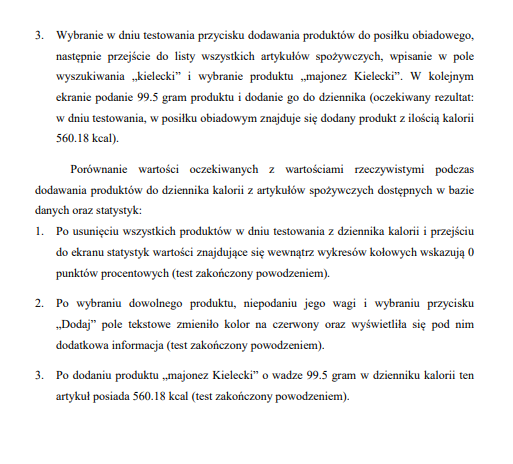 3. Wybranie w dniu testowania przycisku dodawania produktów do posiłku obiadowego,
następnie przejście do listy wszystkich artykułów spożywczych, wpisanie w pole
wyszukiwania „kielecki” i wybranie produktu „majonez Kielecki”. W kolejnym
ekranie podanie 99.5 gram produktu i dodanie go do dziennika (oczekiwany rezultat:
w dniu testowania, w posiłku obiadowym znajduje się dodany produkt z ilością kalorii
560.18 kcal).
Porównanie wartości oczekiwanych z wartościami rzeczywistymi podczas
dodawania produktów do dziennika kalorii z artykułów spożywczych dostępnych w bazie
danych oraz statystyk:
1. Po usunięciu wszystkich produktów w dniu testowania z dziennika kalorii i przejściu
do ekranu statystyk wartości znajdujące się wewnątrz wykresów kołowych wskazują 0
punktów procentowych (test zakończony powodzeniem).
2. Po wybraniu dowolnego produktu, niepodaniu jego wagi i wybraniu przycisku
„Dodaj” pole tekstowe zmieniło kolor na czerwony oraz wyświetliła się pod nim
dodatkowa informacja (test zakończony powodzeniem).
3. Po dodaniu produktu „majonez Kielecki” o wadze 99.5 gram w dzienniku kalorii ten
artykuł posiada 560.18 kcal (test zakończony powodzeniem).